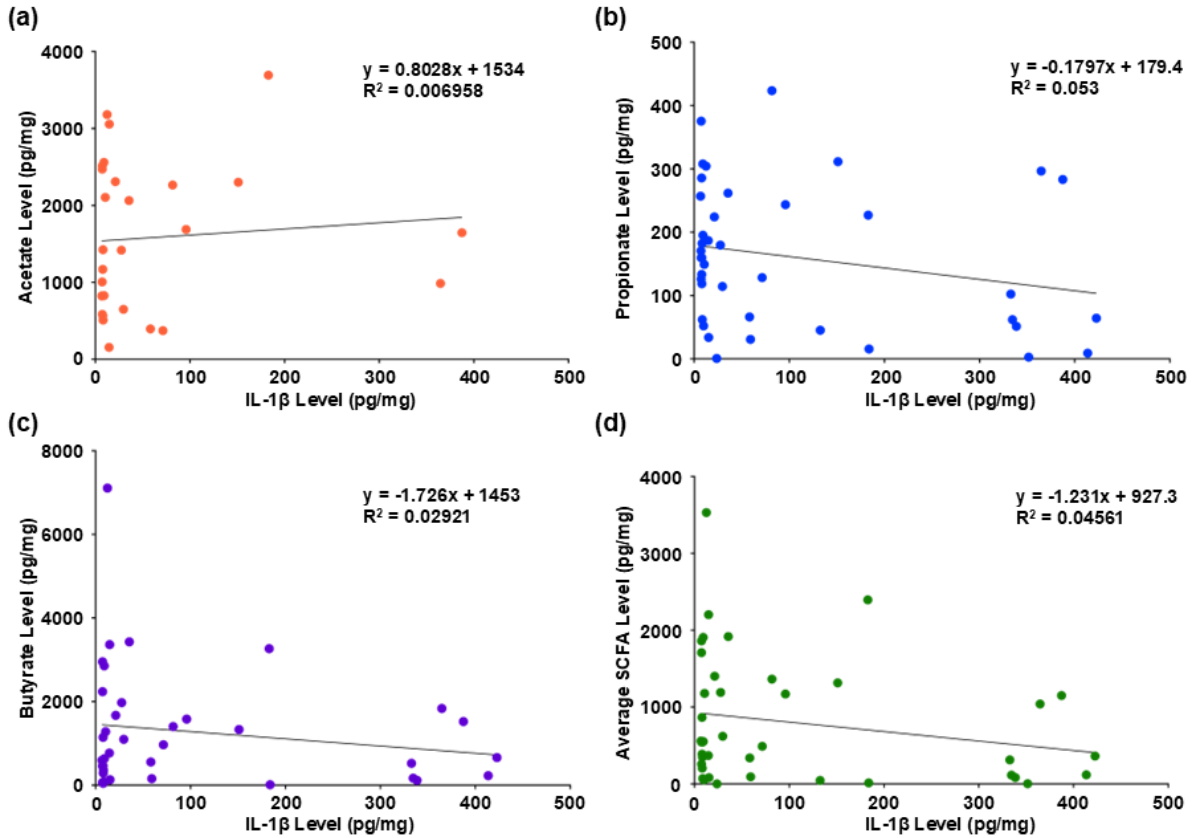 (a)
y = 0.8028x + 1534
R² = 0.006958
Acetate Level (pg/mg)
4000
3000
2000
1000
0
0 100 200 300 400 500
IL-1β Level (pg/mg)
(b)
y = -0.1797x + 179.4
R² = 0.053
Propionate Level (pg/mg)
500
400
300
200
100
0
0 100 200 300 400 500
IL-1β Level (pg/mg)
(c)
y = -1.726x + 1453
R² = 0.02921
Butyrate Level (pg/mg)
8000
6000
4000
2000
0
0 100 200 300 400 500
IL-1β Level (pg/mg)
(d)
y = -1.231x + 927.3
R² = 0.04561
Average SCFA Level (pg/mg)
4000
3000
2000
1000
0
0 100 200 300 400 500
IL-1β Level (pg/mg)